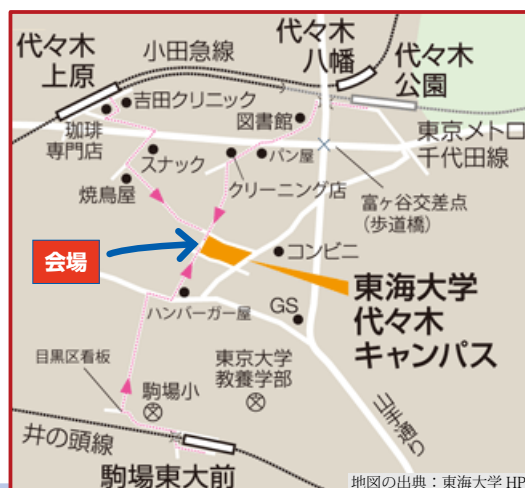 代々木
上原
小田急線
代々木
八幡
代々木
公園
吉田クリニック
図書館
珈琲
専門店
スナック
パン屋
東京メトロ
千代田線
焼鳥屋
クリーニング店
富ヶ谷交差点
(歩道橋)
会場
コンビニ
東海大学
代々木
キャンパス
ハンバーガー屋
GS
目黒区看板
東京大学
教養学部
駒場小
山手通り
井の頭線
駒場東大前
地図の出典:東海大学 HP